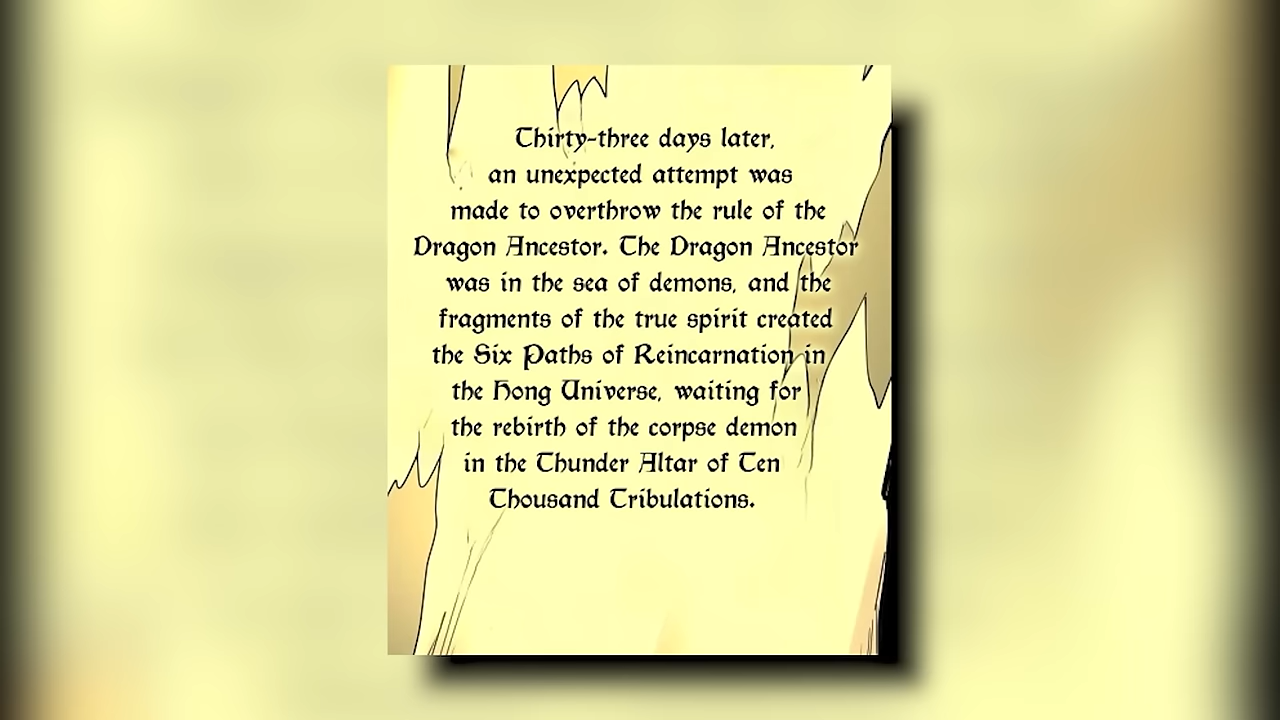 Thirty-three days later,
an unexpected attempt was
made to overthrow the rule of the
Dragon Ancestor. The Dragon Ancestor
was in the sea of demons, and the
fragments of the true spirit created
the Six Paths of Reincarnation in
the Hong Universe, waiting for
the rebirth of the corpse demon
in the Thunder Altar of Ten
Thousand Tribulations.